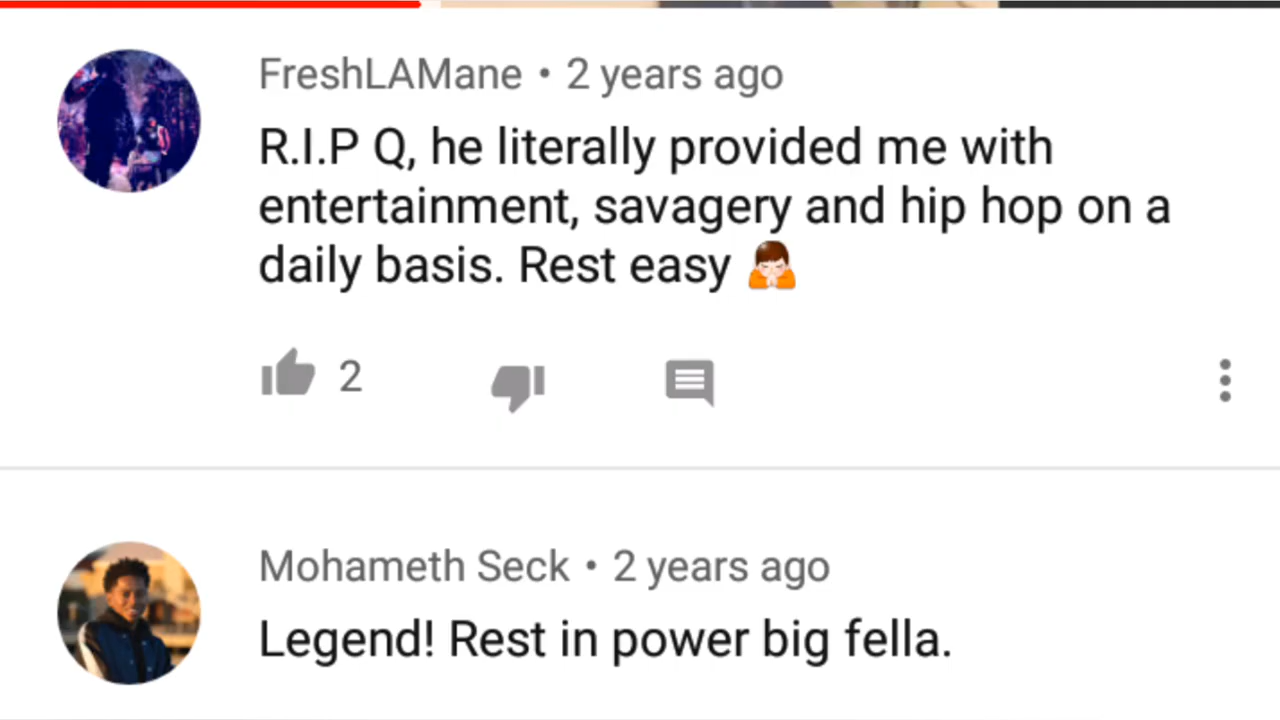 FreshLAMane • 2 years ago
R.I.P Q, he literally provided me with
entertainment, savagery and hip hop on a
daily basis. Rest easy 🙏
2
Mohameth Seck • 2 years ago
Legend! Rest in power big fella.